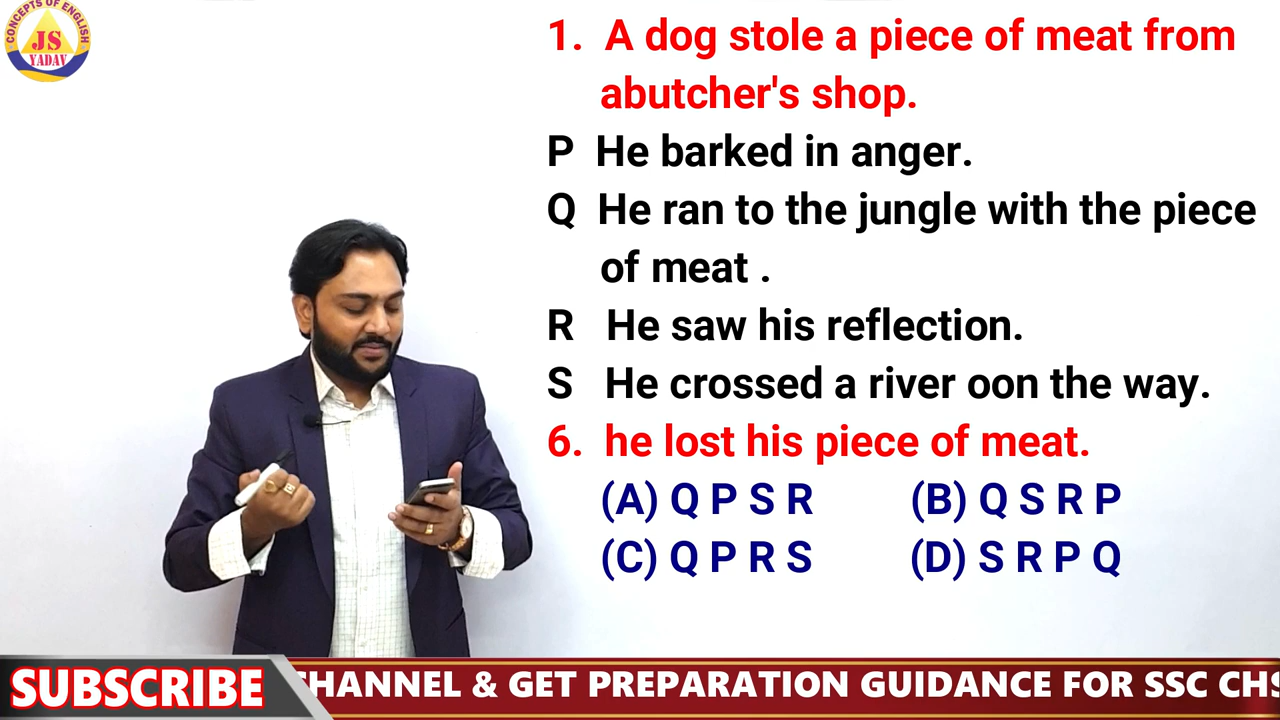 CONCEPTS OF ENGLISH
JS
YADAV
1. A dog stole a piece of meat from
abutcher's shop.
P He barked in anger.
Q He ran to the jungle with the piece
of meat .
R He saw his reflection.
S He crossed a river oon the way.
6. he lost his piece of meat.
(A) Q P S R (B) Q S R P
(C) Q P R S (D) S R P Q
SUBSCRIBE HANNEL & GET PREPARATION GUIDANCE FOR SSC CHS